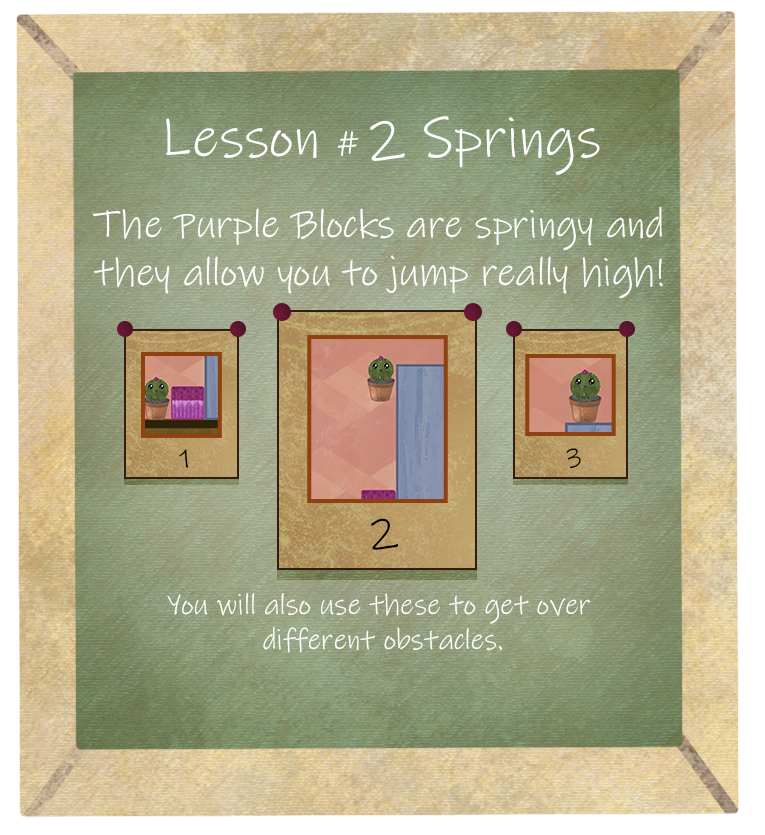 Lesson # 2 Springs
The Purple Blocks are springy and
they allow you to jump really high!
1
2
3
You will also use these to get over
different obstacles.